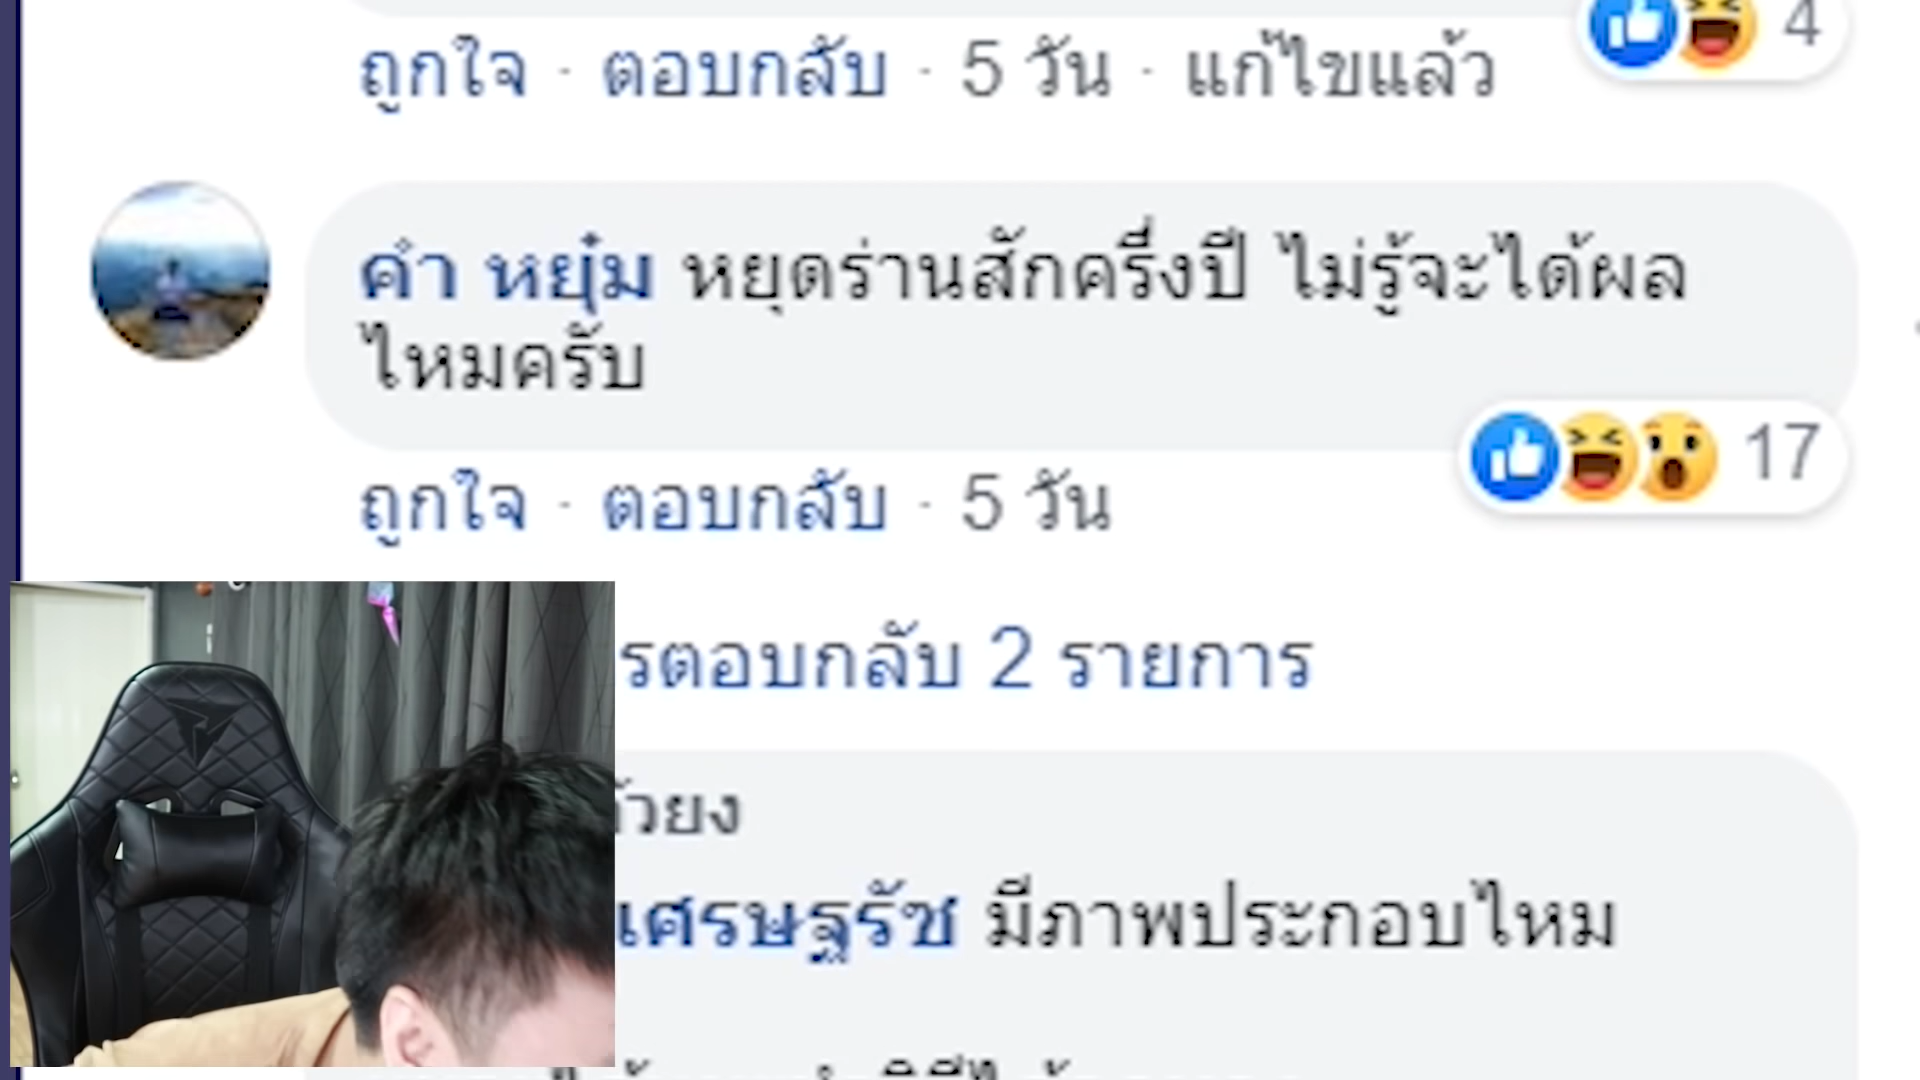 4
ถูกใจ · ตอบกลับ · 5 วัน · แก้ไขแล้ว
คำ หยุ๋ม หยุดร่านสักครึ่งปี ไม่รู้จะได้ผล
ไหมครับ
17
ถูกใจ · ตอบกลับ · 5 วัน
รตอบกลับ 2 รายการ
ยง
เศรษฐรัช มีภาพประกอบไหม